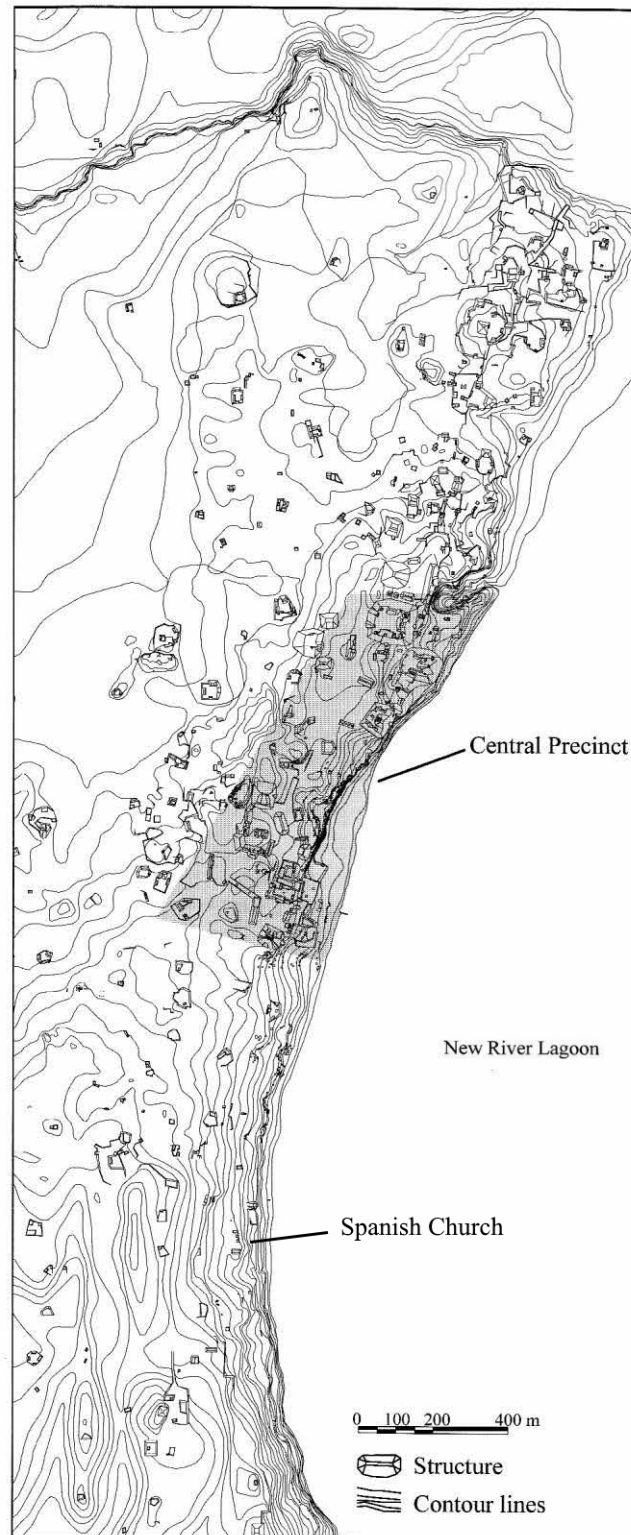 Central Precinct
New River Lagoon
Spanish Church
0 100 200 400 m
Structure
Contour lines